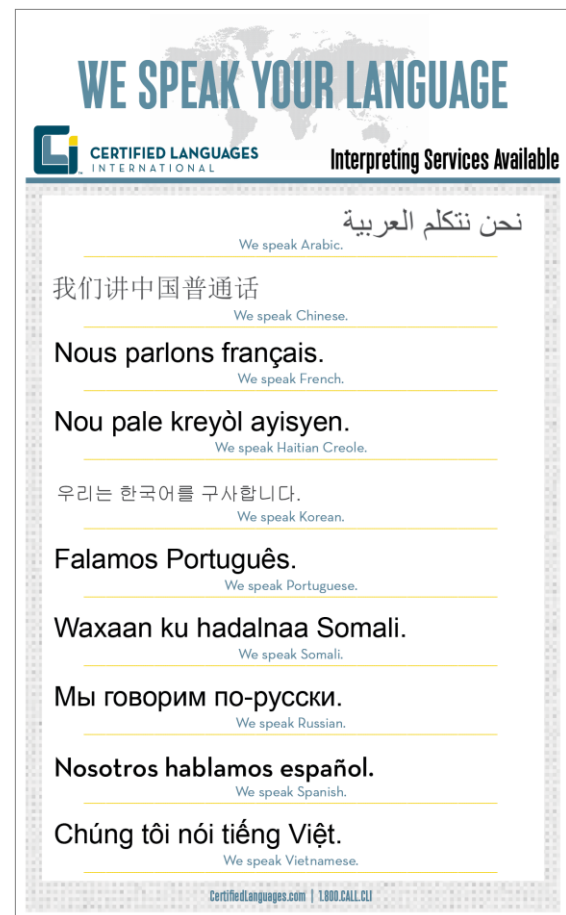 WE SPEAK YOUR LANGUAGE
CERTIFIED LANGUAGES
INTERNATIONAL
Interpreting Services Available
نحن نتكلم العربية
We speak Arabic.
我们讲中国普通话
We speak Chinese.
Nous parlons français.
We speak French.
Nou pale kreyòl ayisyen.
We speak Haitian Creole.
우리는 한국어를 구사합니다.
We speak Korean.
Falamos Português.
We speak Portuguese.
Waxaan ku hadalnaa Somali.
We speak Somali.
Мы говорим по-русски.
We speak Russian.
Nosotros hablamos español.
We speak Spanish.
Chúng tôi nói tiếng Việt.
We speak Vietnamese.
CertifiedLanguages.com | 1.800.CALL.CLI